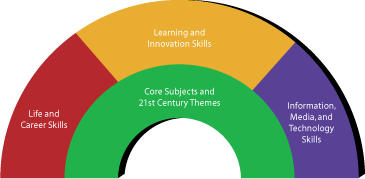 Learning and
Innovation Skills
Core Subjects and
21st Century Themes
Life and
Career Skills
Information,
Media, and
Technology
Skills